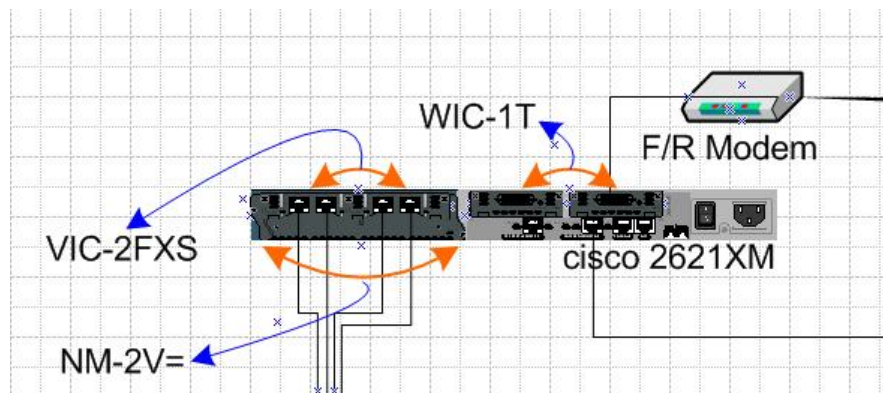 WIC-1T
F/R Modem
VIC-2FXS
cisco 2621XM
NM-2V=